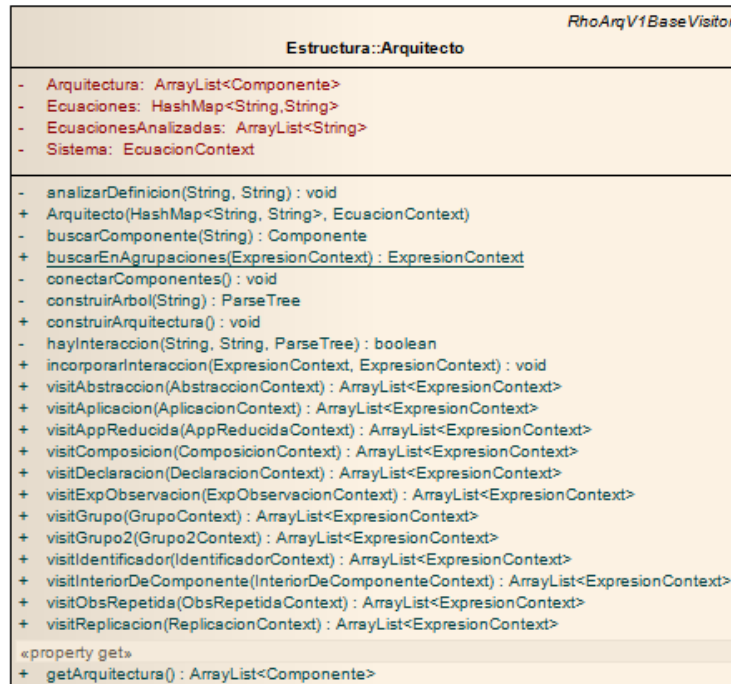 RhoArqV1BaseVisitor
Estructura::Arquitecto
- Arquitectura: ArrayList<Componente>
- Ecuaciones: HashMap<String,String>
- EcuacionesAnalizadas: ArrayList<String>
- Sistema: EcuacionContext
- analizarDefinicion(String, String) : void
+ Arquitecto(HashMap<String, String>, EcuacionContext)
- buscarComponente(String) : Componente
+ buscarEnAgrupaciones(ExpresionContext) : ExpresionContext
- conectarComponentes() : void
- construirArbol(String) : ParseTree
+ construirArquitectura() : void
- hayInteraccion(String, String, ParseTree) : boolean
+ incorporarInteraccion(ExpresionContext, ExpresionContext) : void
+ visitAbstraccion(AbstraccionContext) : ArrayList<ExpresionContext>
+ visitAplicacion(AplicacionContext) : ArrayList<ExpresionContext>
+ visitAppReducida(AppReducidaContext) : ArrayList<ExpresionContext>
+ visitComposicion(ComposicionContext) : ArrayList<ExpresionContext>
+ visitDeclaracion(DeclaracionContext) : ArrayList<ExpresionContext>
+ visitExpObservacion(ExpObservacionContext) : ArrayList<ExpresionContext>
+ visitGrupo(GrupoContext) : ArrayList<ExpresionContext>
+ visitGrupo2(Grupo2Context) : ArrayList<ExpresionContext>
+ visitIdentificador(IdentificadorContext) : ArrayList<ExpresionContext>
+ visitInteriorDeComponente(InteriorDeComponenteContext) : ArrayList<ExpresionContext>
+ visitObsRepetida(ObsRepetidaContext) : ArrayList<ExpresionContext>
+ visitReplicacion(ReplicacionContext) : ArrayList<ExpresionContext>
«property get»
+ getArquitectura() : ArrayList<Componente>